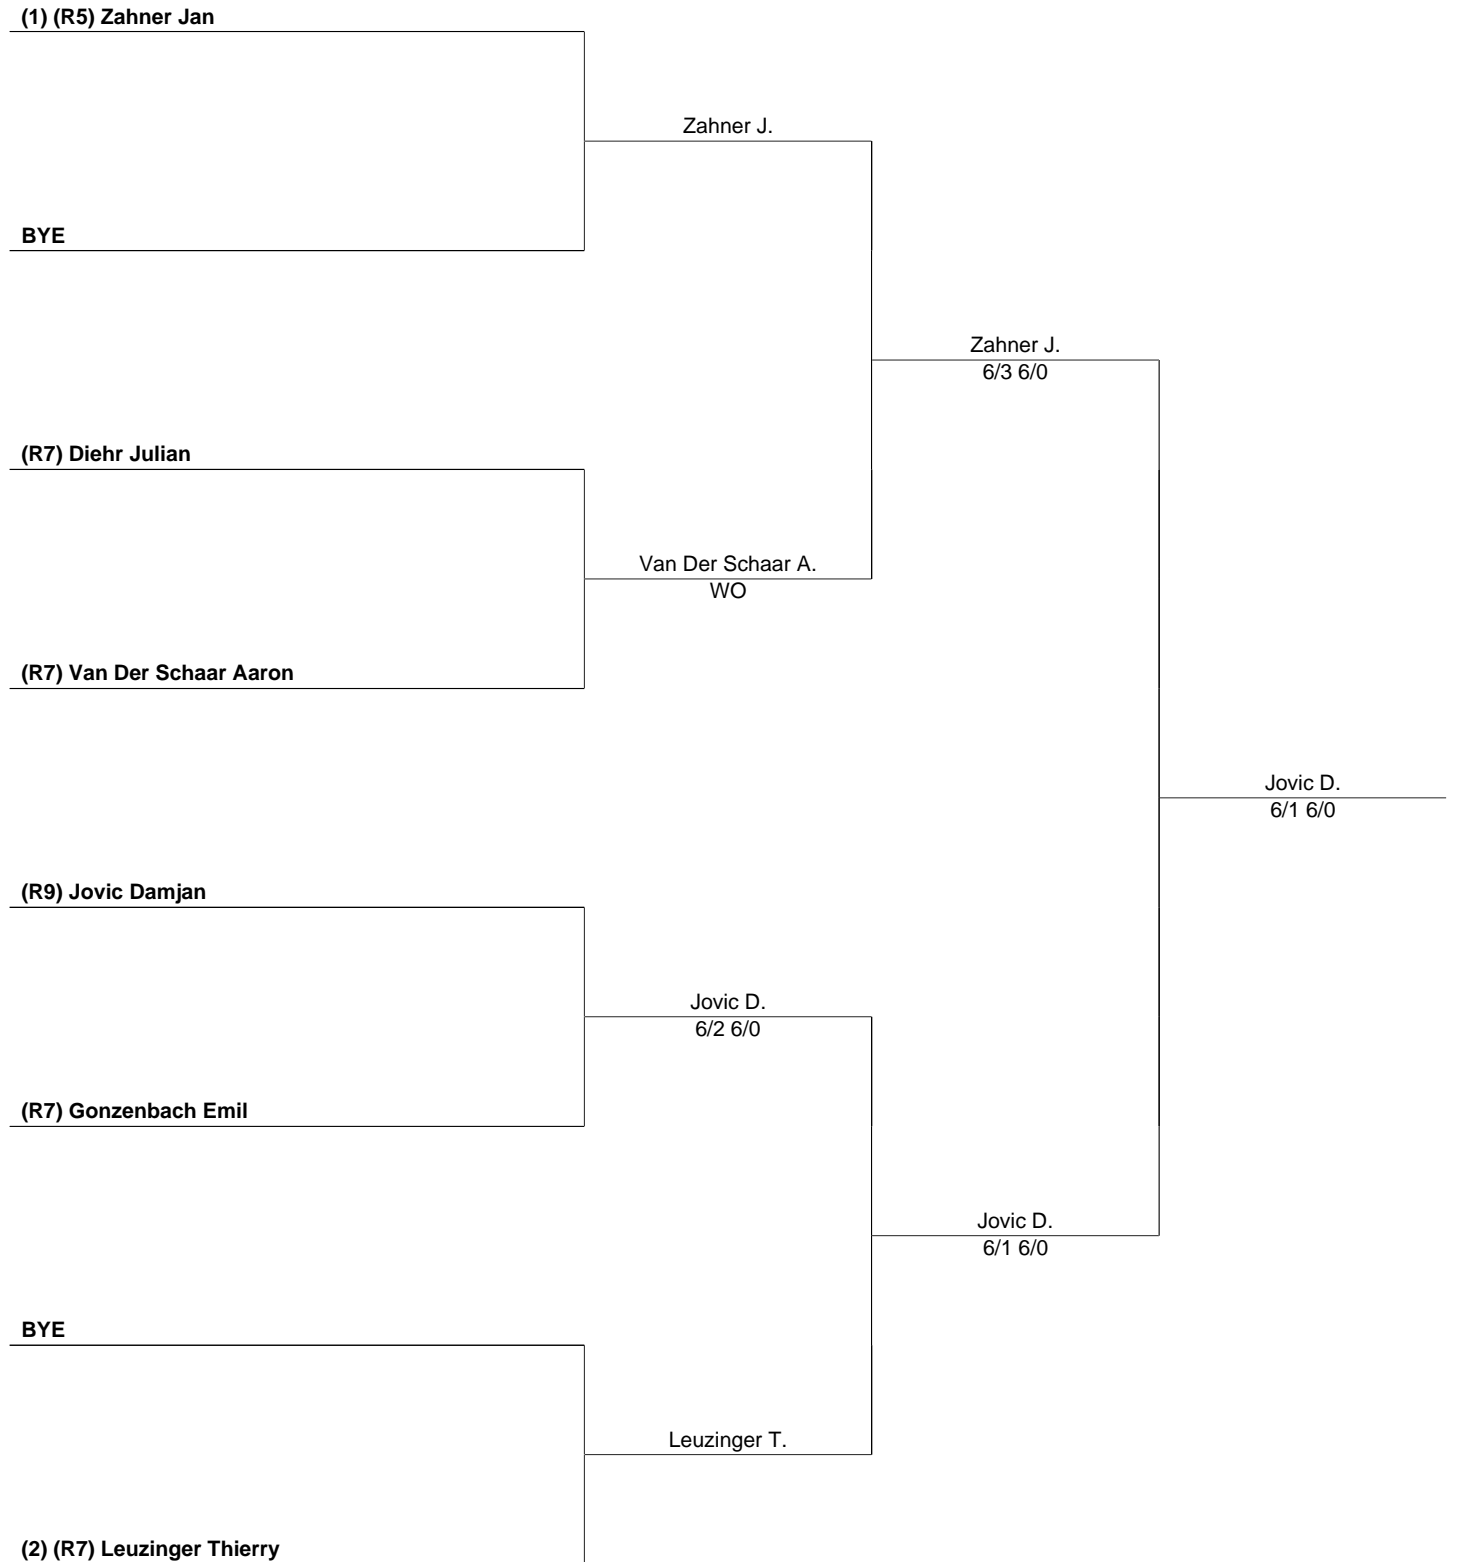 (1) (R5) Zahner Jan
Zahner J.
BYE
Zahner J.
6/3 6/0
(R7) Diehr Julian
Van Der Schaar A.
WO
(R7) Van Der Schaar Aaron
Jovic D.
6/1 6/0
(R9) Jovic Damjan
Jovic D.
6/2 6/0
(R7) Gonzenbach Emil
Jovic D.
6/1 6/0
BYE
Leuzinger T.
(2) (R7) Leuzinger Thierry